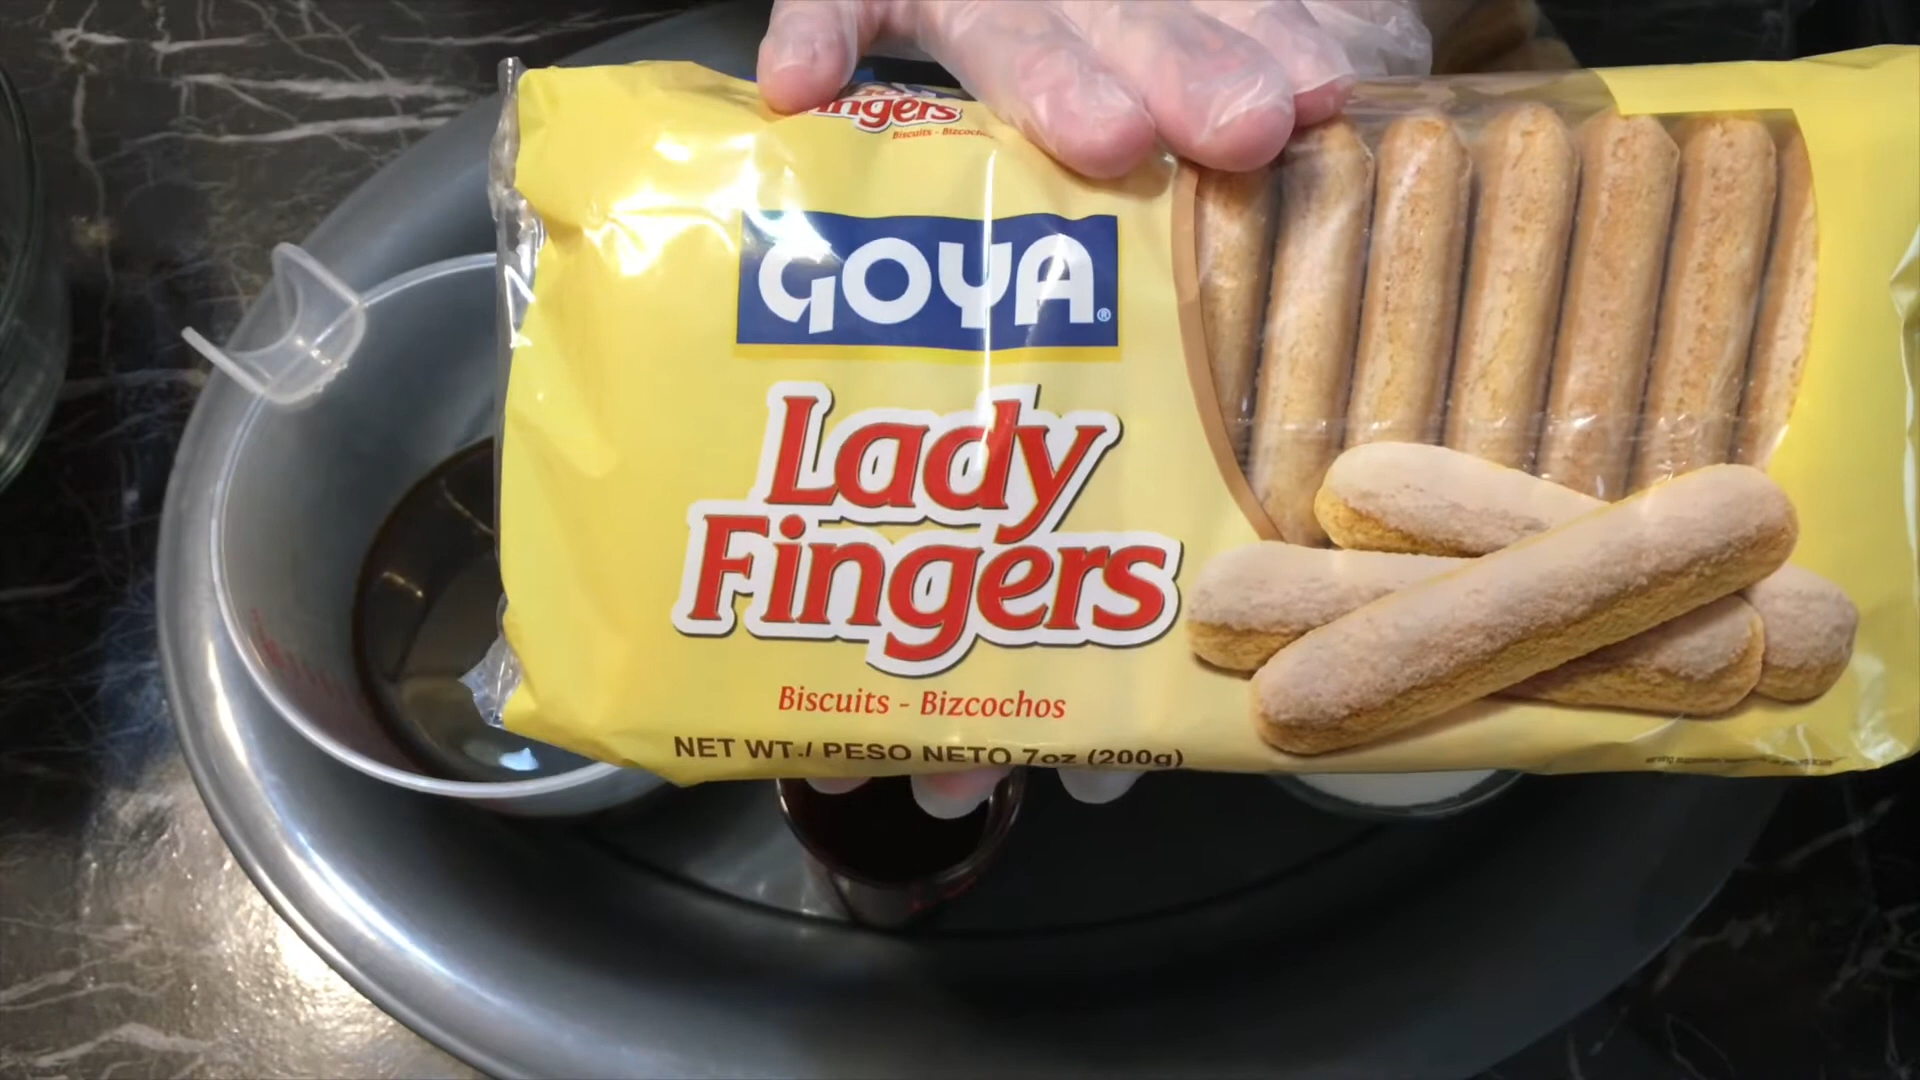 Fingers
Biscuits - Bizcochos
GOYA®
Lady
Fingers
Biscuits - Bizcochos
NET WT./ PESO NETO 7oz (200g)